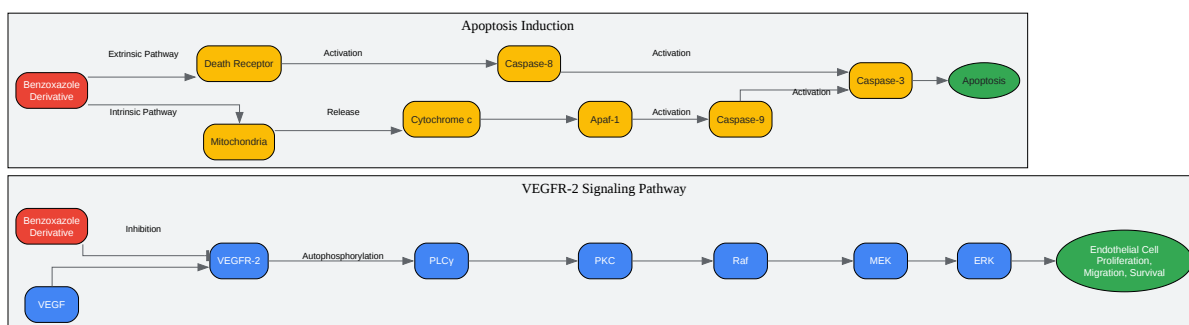 Apoptosis Induction
Extrinsic Pathway
Activation
Activation
Death Receptor
Caspase-8
Benzoxazole
Derivative
Caspase-3
Apoptosis
Activation
Intrinsic Pathway
Release
Activation
Cytochrome c
Apaf-1
Caspase-9
Mitochondria
VEGFR-2 Signaling Pathway
Benzoxazole
Derivative
Inhibition
VEGFR-2
Autophosphorylation
PLCγ
PKC
Raf
MEK
ERK
Endothelial Cell
Proliferation,
Migration, Survival
VEGF